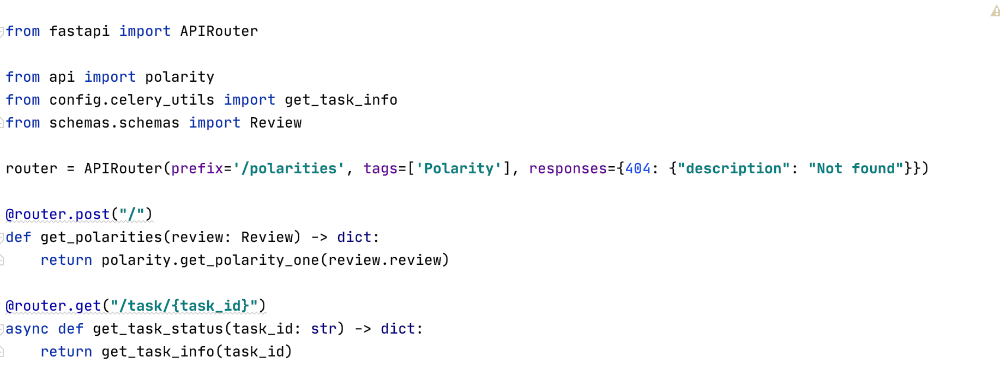 from fastapi import APIRouter
from api import polarity
from config.celery_utils import get_task_info
from schemas.schemas import Review
router = APIRouter(prefix='/polarities', tags=['Polarity'], responses={404: {"description": "Not found"}})
@router.post("/")
def get_polarities(review: Review) -> dict:
    return polarity.get_polarity_one(review.review)
@router.get("/task/{task_id}")
async def get_task_status(task_id: str) -> dict:
    return get_task_info(task_id)